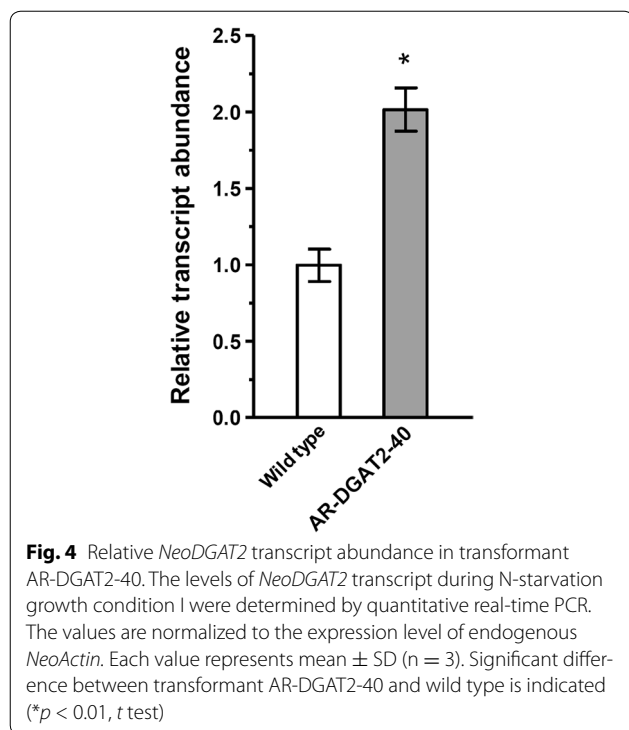 2.5
*
2.0
1.5
1.0
0.5
0.0
Relative transcript abundance
Wild type
AR-DGAT2-40
Fig. 4 Relative NeoDGAT2 transcript abundance in transformant
AR-DGAT2-40. The levels of NeoDGAT2 transcript during N-starvation
growth condition I were determined by quantitative real-time PCR.
The values are normalized to the expression level of endogenous
NeoActin. Each value represents mean ± SD (n = 3). Significant differ-
ence between transformant AR-DGAT2-40 and wild type is indicated
(*p < 0.01, t test)